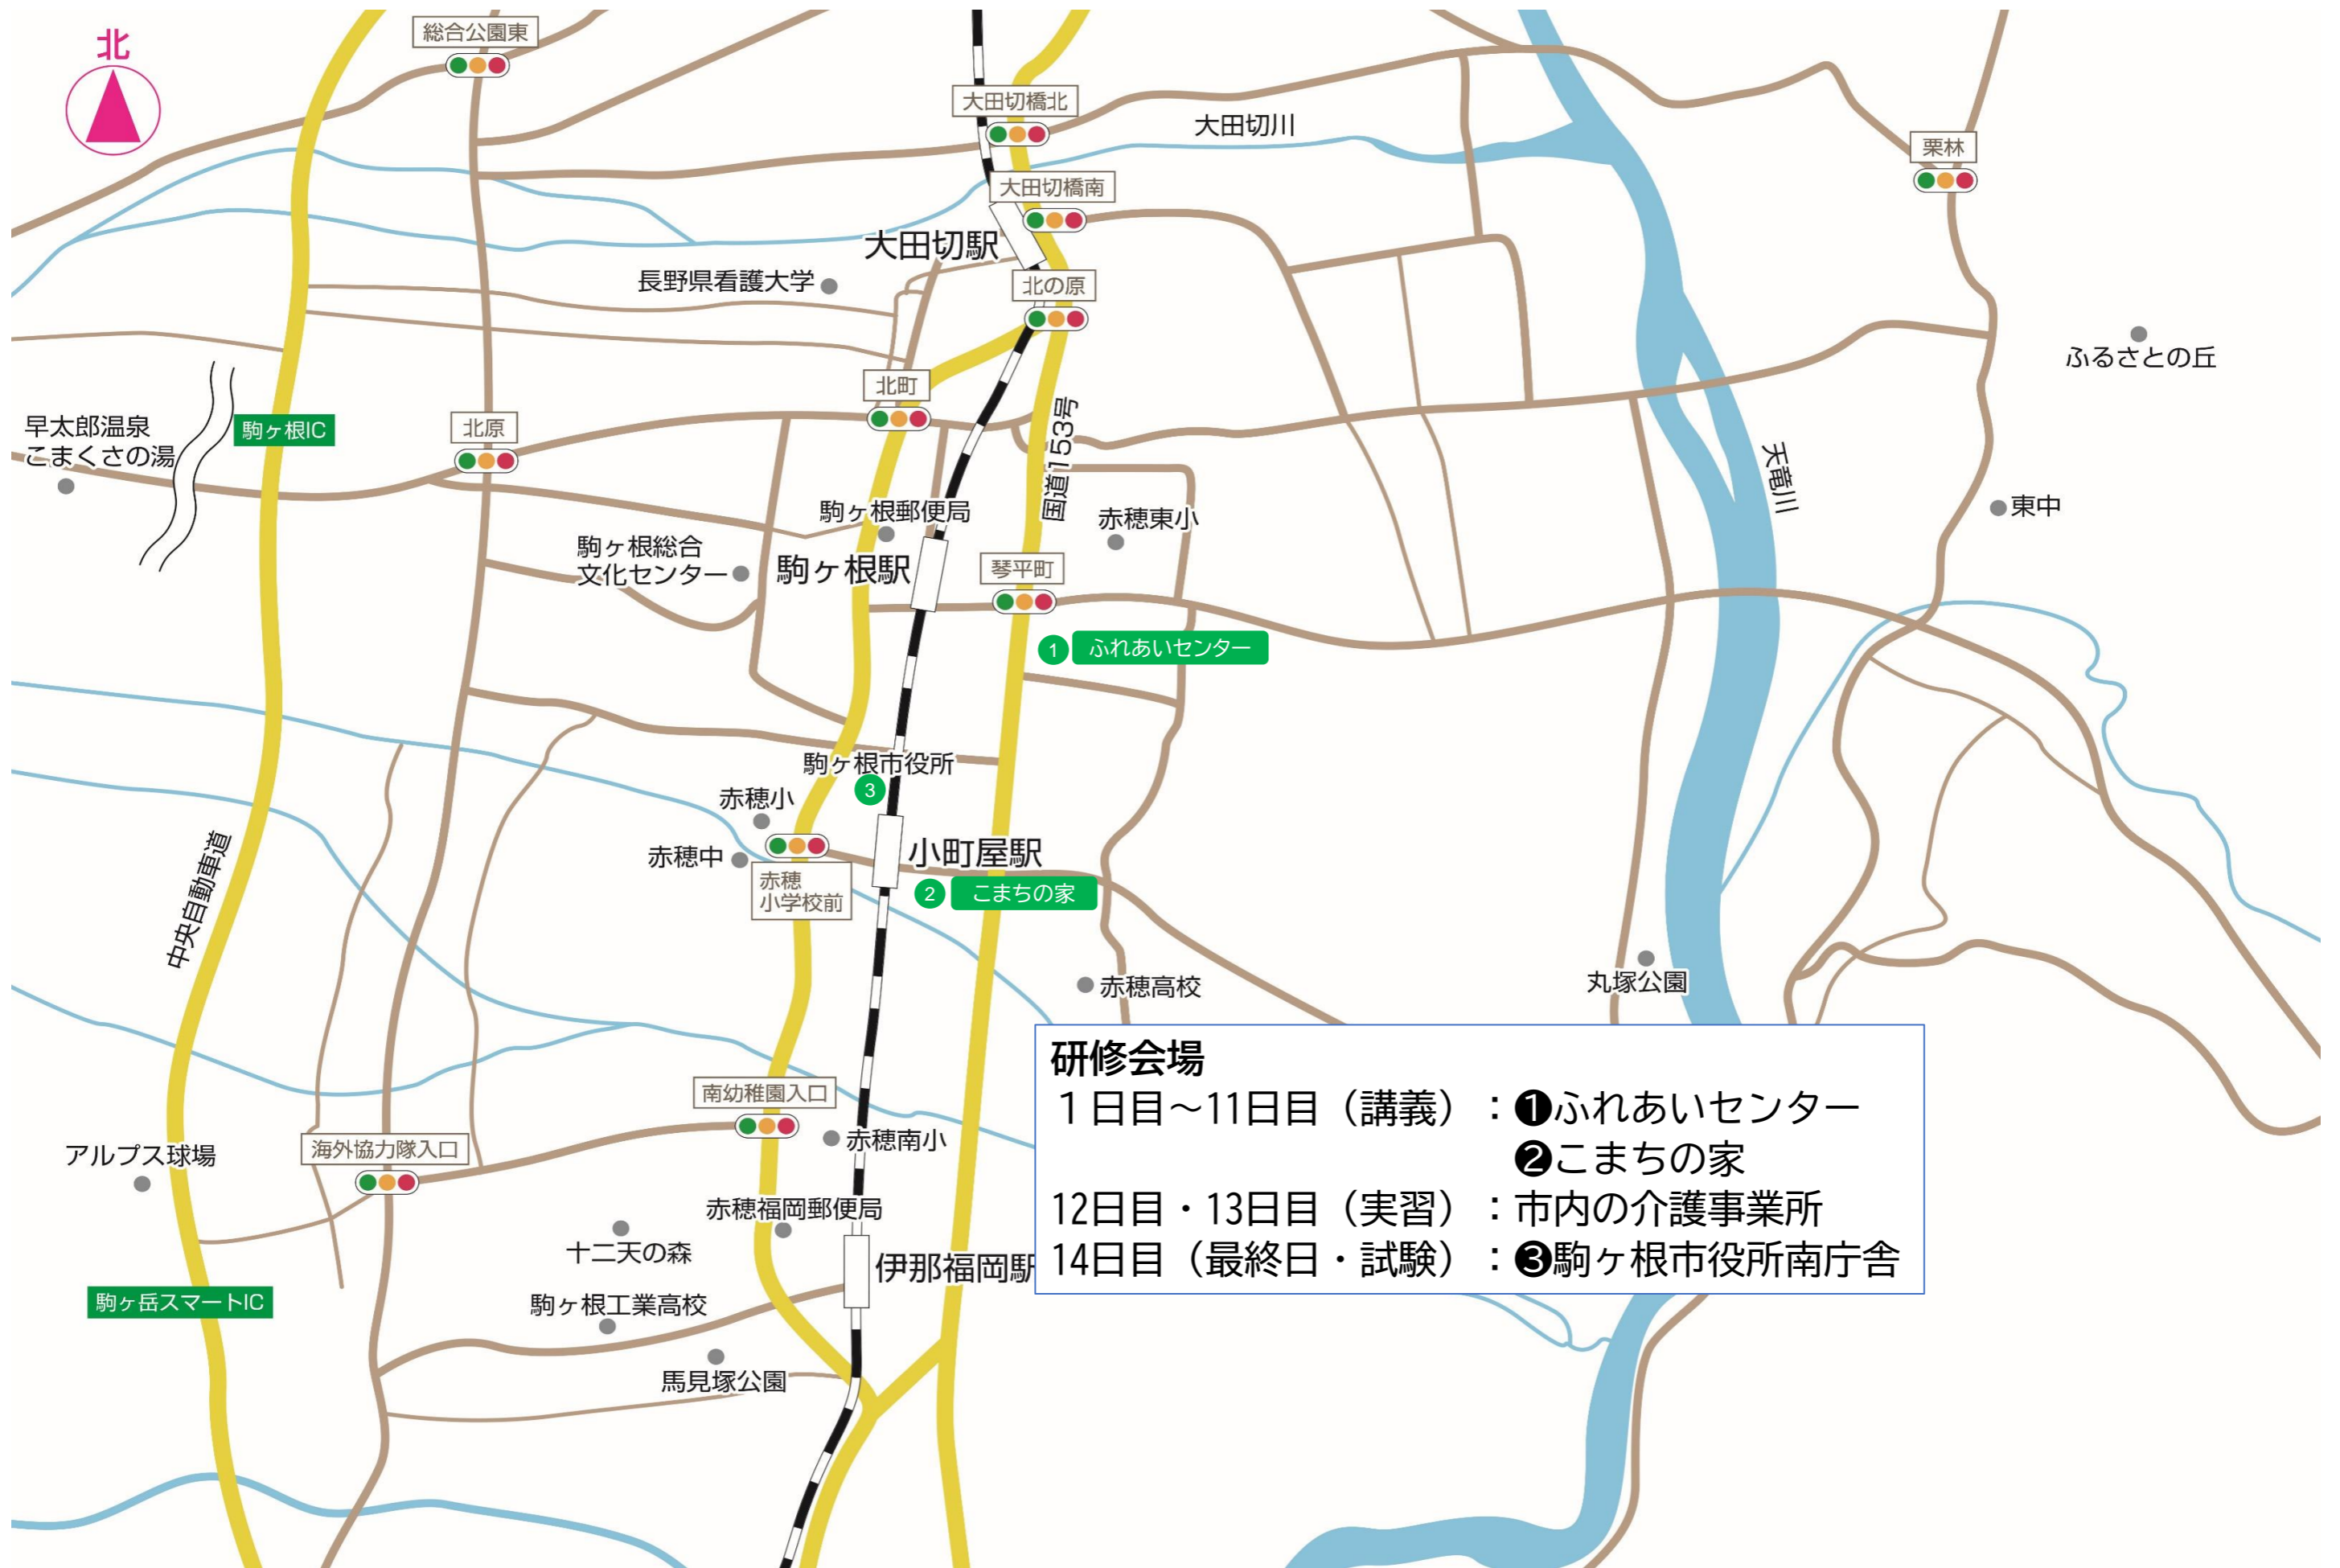 北
総合公園東
大田切橋北
大田切川
栗林
大田切橋南
大田切駅
長野県看護大学
北の原
ふるさとの丘
北町
早太郎温泉
こまくさの湯
駒ヶ根IC
北原
国道153号
天竜川
駒ヶ根郵便局
赤穂東小
東中
駒ヶ根総合
文化センター
駒ヶ根駅
琴平町
1 ふれあいセンター
駒ヶ根市役所
3
赤穂小
赤穂中
小町屋駅
赤穂
小学校前
2 こまちの家
中央自動車道
赤穂高校
丸塚公園
研修会場
1日目～11日目（講義）：❶ふれあいセンター
❷こまちの家
12日目・13日目（実習）：市内の介護事業所
14日目（最終日・試験）：❸駒ヶ根市役所南庁舎
南幼稚園入口
赤穂南小
アルプス球場
海外協力隊入口
赤穂福岡郵便局
十二天の森
伊那福岡駅
駒ヶ岳スマートIC
駒ヶ根工業高校
馬見塚公園